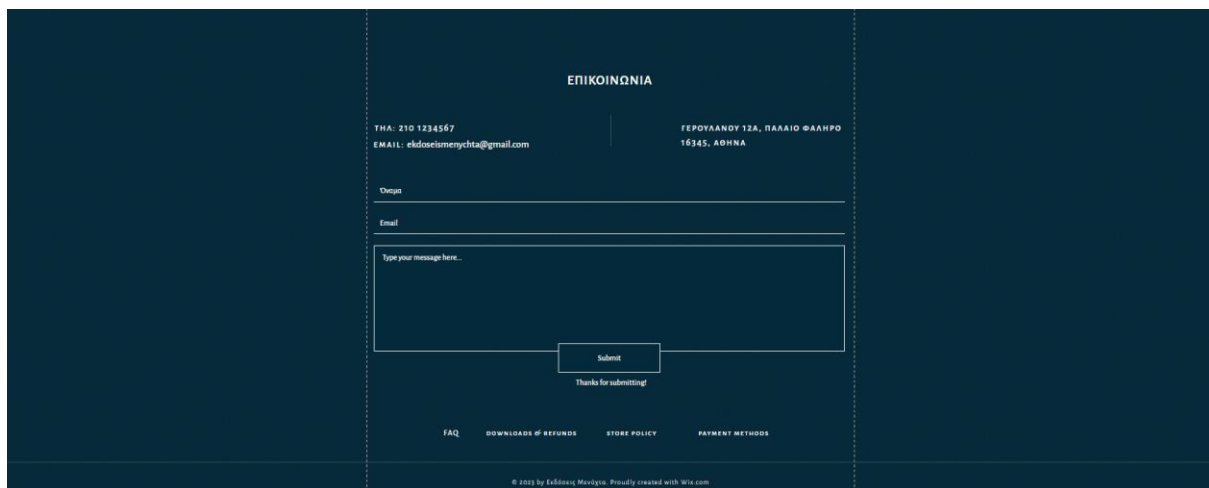 ΕΠΙΚΟΙΝΩΝΙΑ
ΤΗΛ: 210 1234567
EMAIL: ekdoseismenychta@gmail.com
ΓΕΡΟΥΛΑΝΟΥ 12Α, ΠΑΛΑΙΟ ΦΑΛΗΡΟ
16345, ΑΘΗΝΑ
Όνομα
Email
Type your message here...
Submit
Thanks for submitting!
FAQ DOWNLOADS & REFUNDS STORE POLICY PAYMENT METHODS
© 2023 by Εκδόσεις Μενύχτα. Proudly created with Wix.com